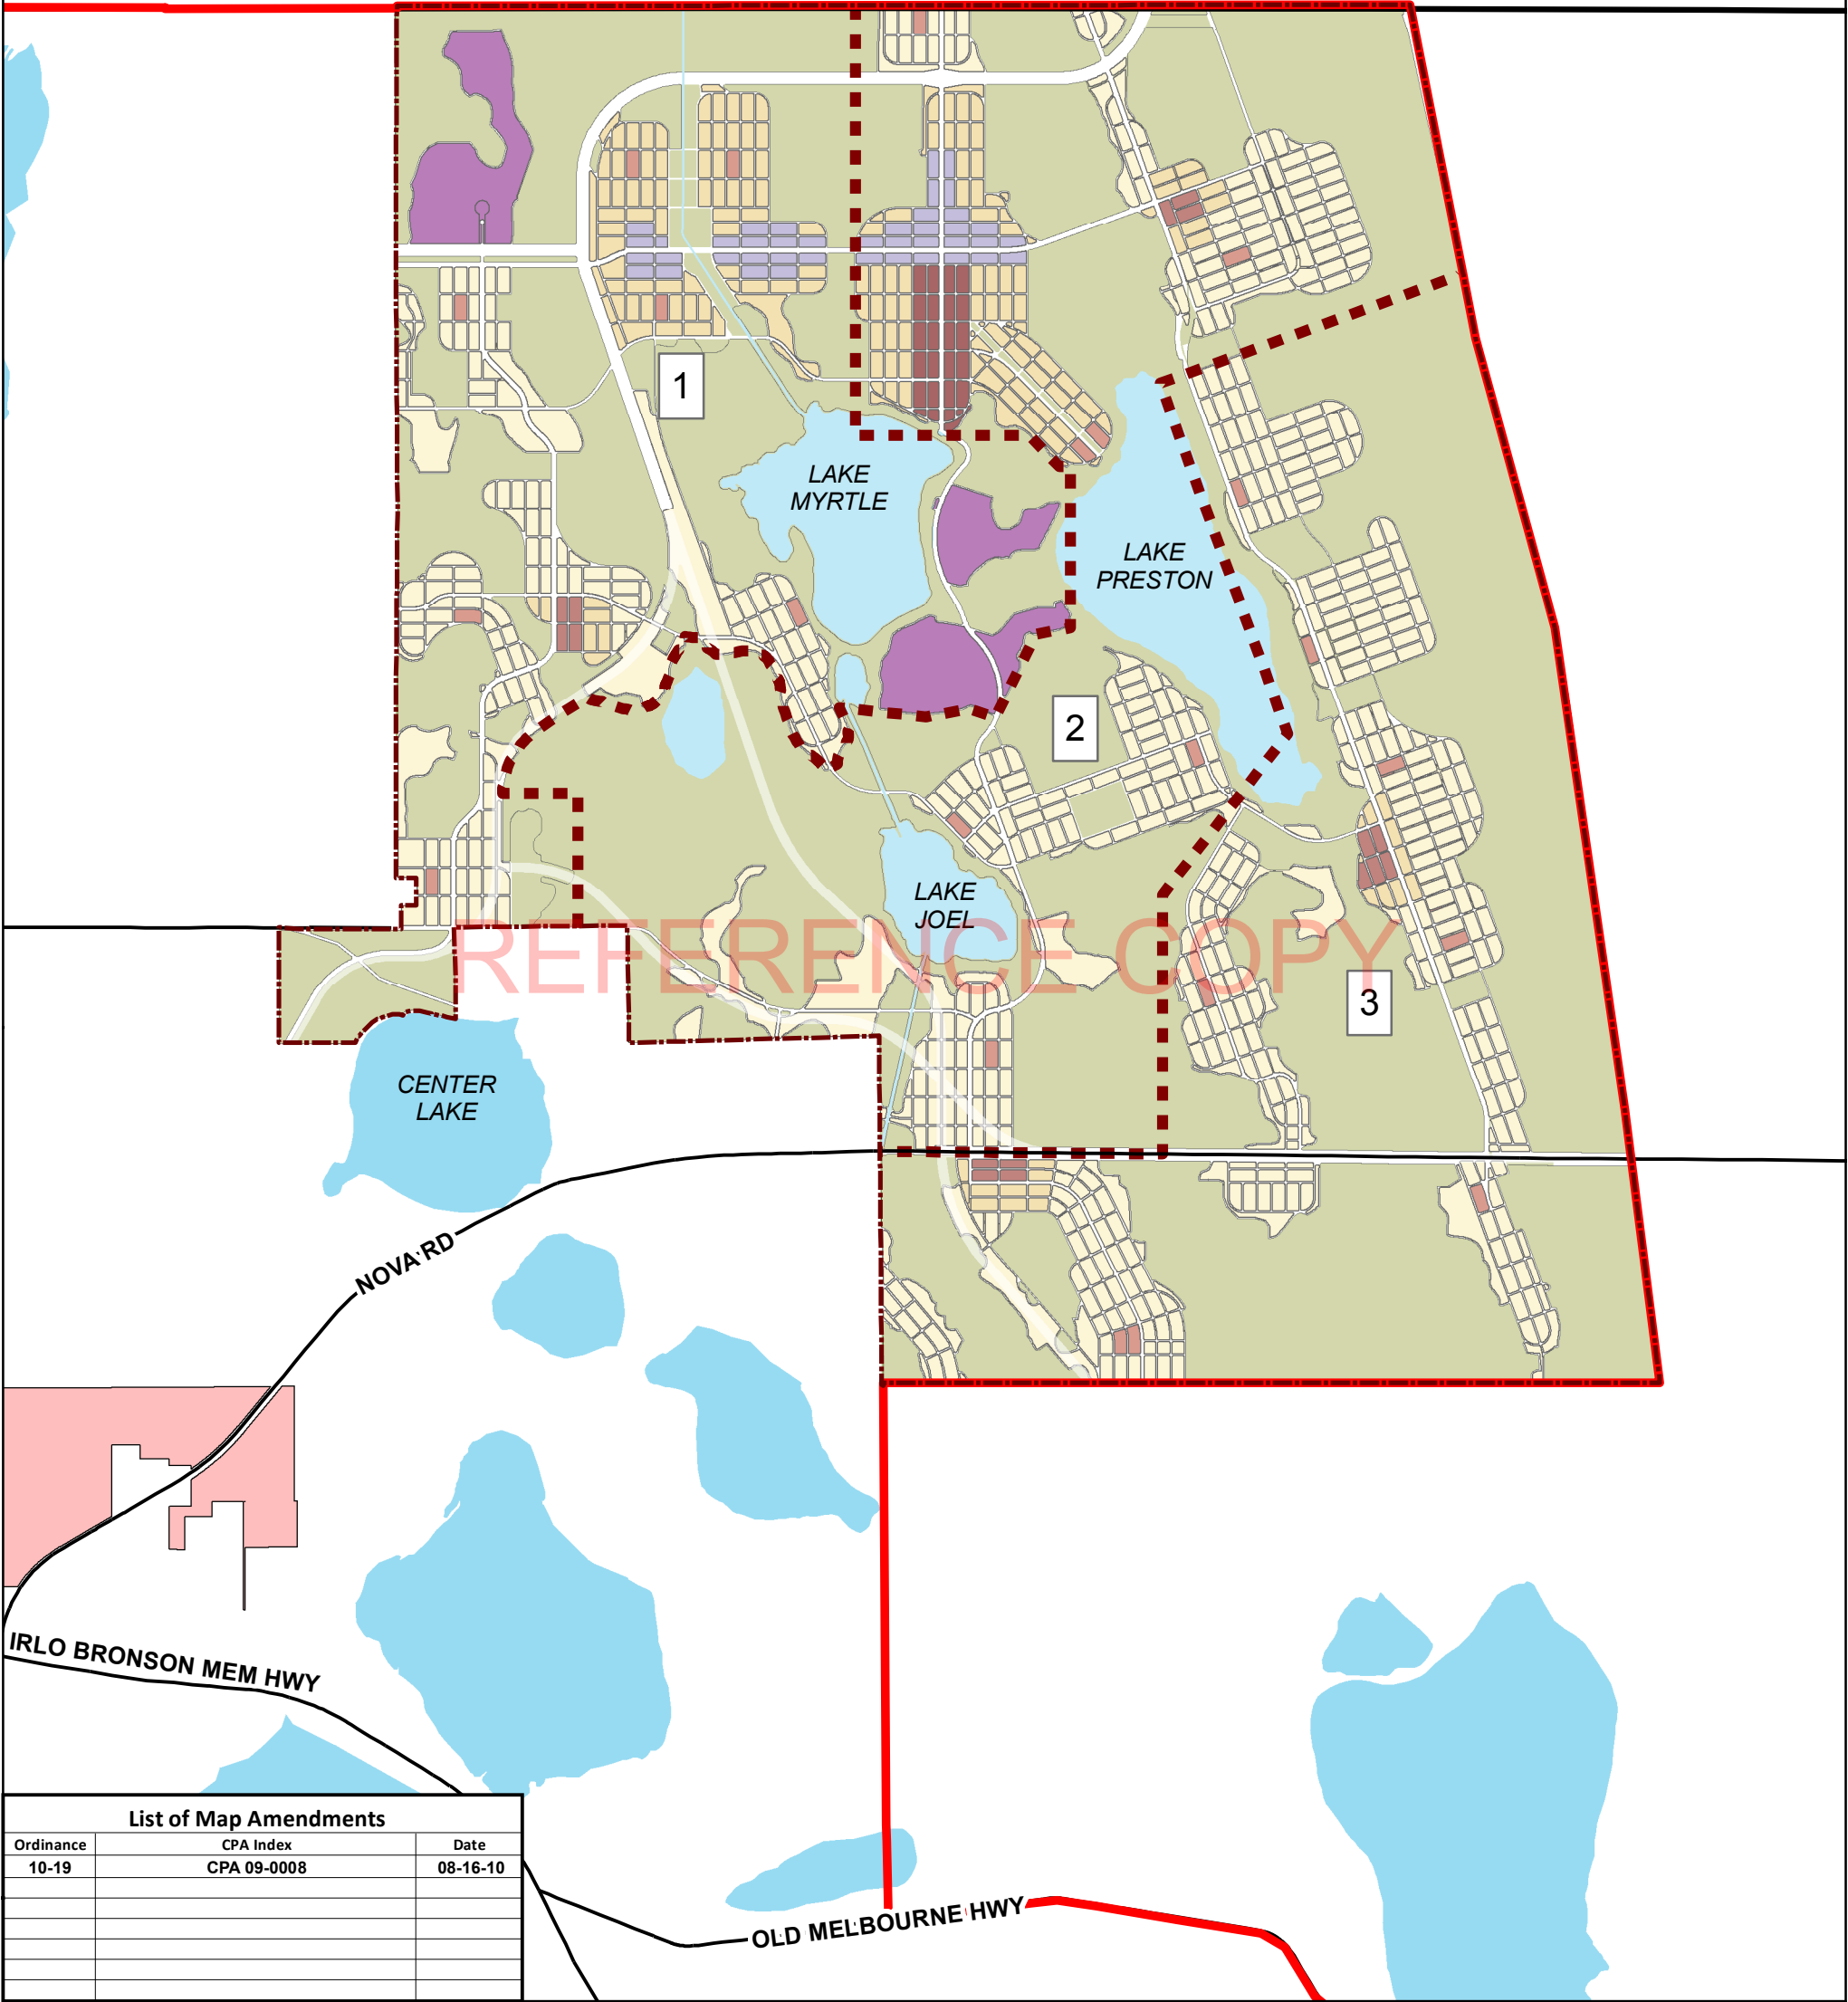 1
LAKE
MYRTLE
LAKE
PRESTON
2
LAKE
JOEL
REFERENCE COPY
3
CENTER
LAKE
NOVA RD
IRLO BRONSON MEM HWY
List of Map Amendments
Ordinance CPA Index Date
10-19 CPA 09-0008 08-16-10
OLD MELBOURNE HWY